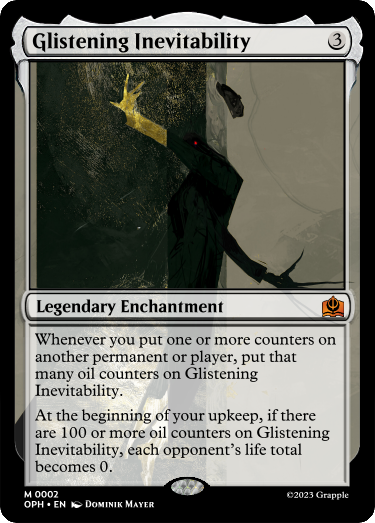 Glistening Inevitability 3
Legendary Enchantment
Whenever you put one or more counters on
another permanent or player, put that
many oil counters on Glistening
Inevitability.
At the beginning of your upkeep, if there
are 100 or more oil counters on Glistening
Inevitability, each opponent's life total
becomes 0.
M 0002
OPH • EN Dominik Mayer
©2023 Grapple